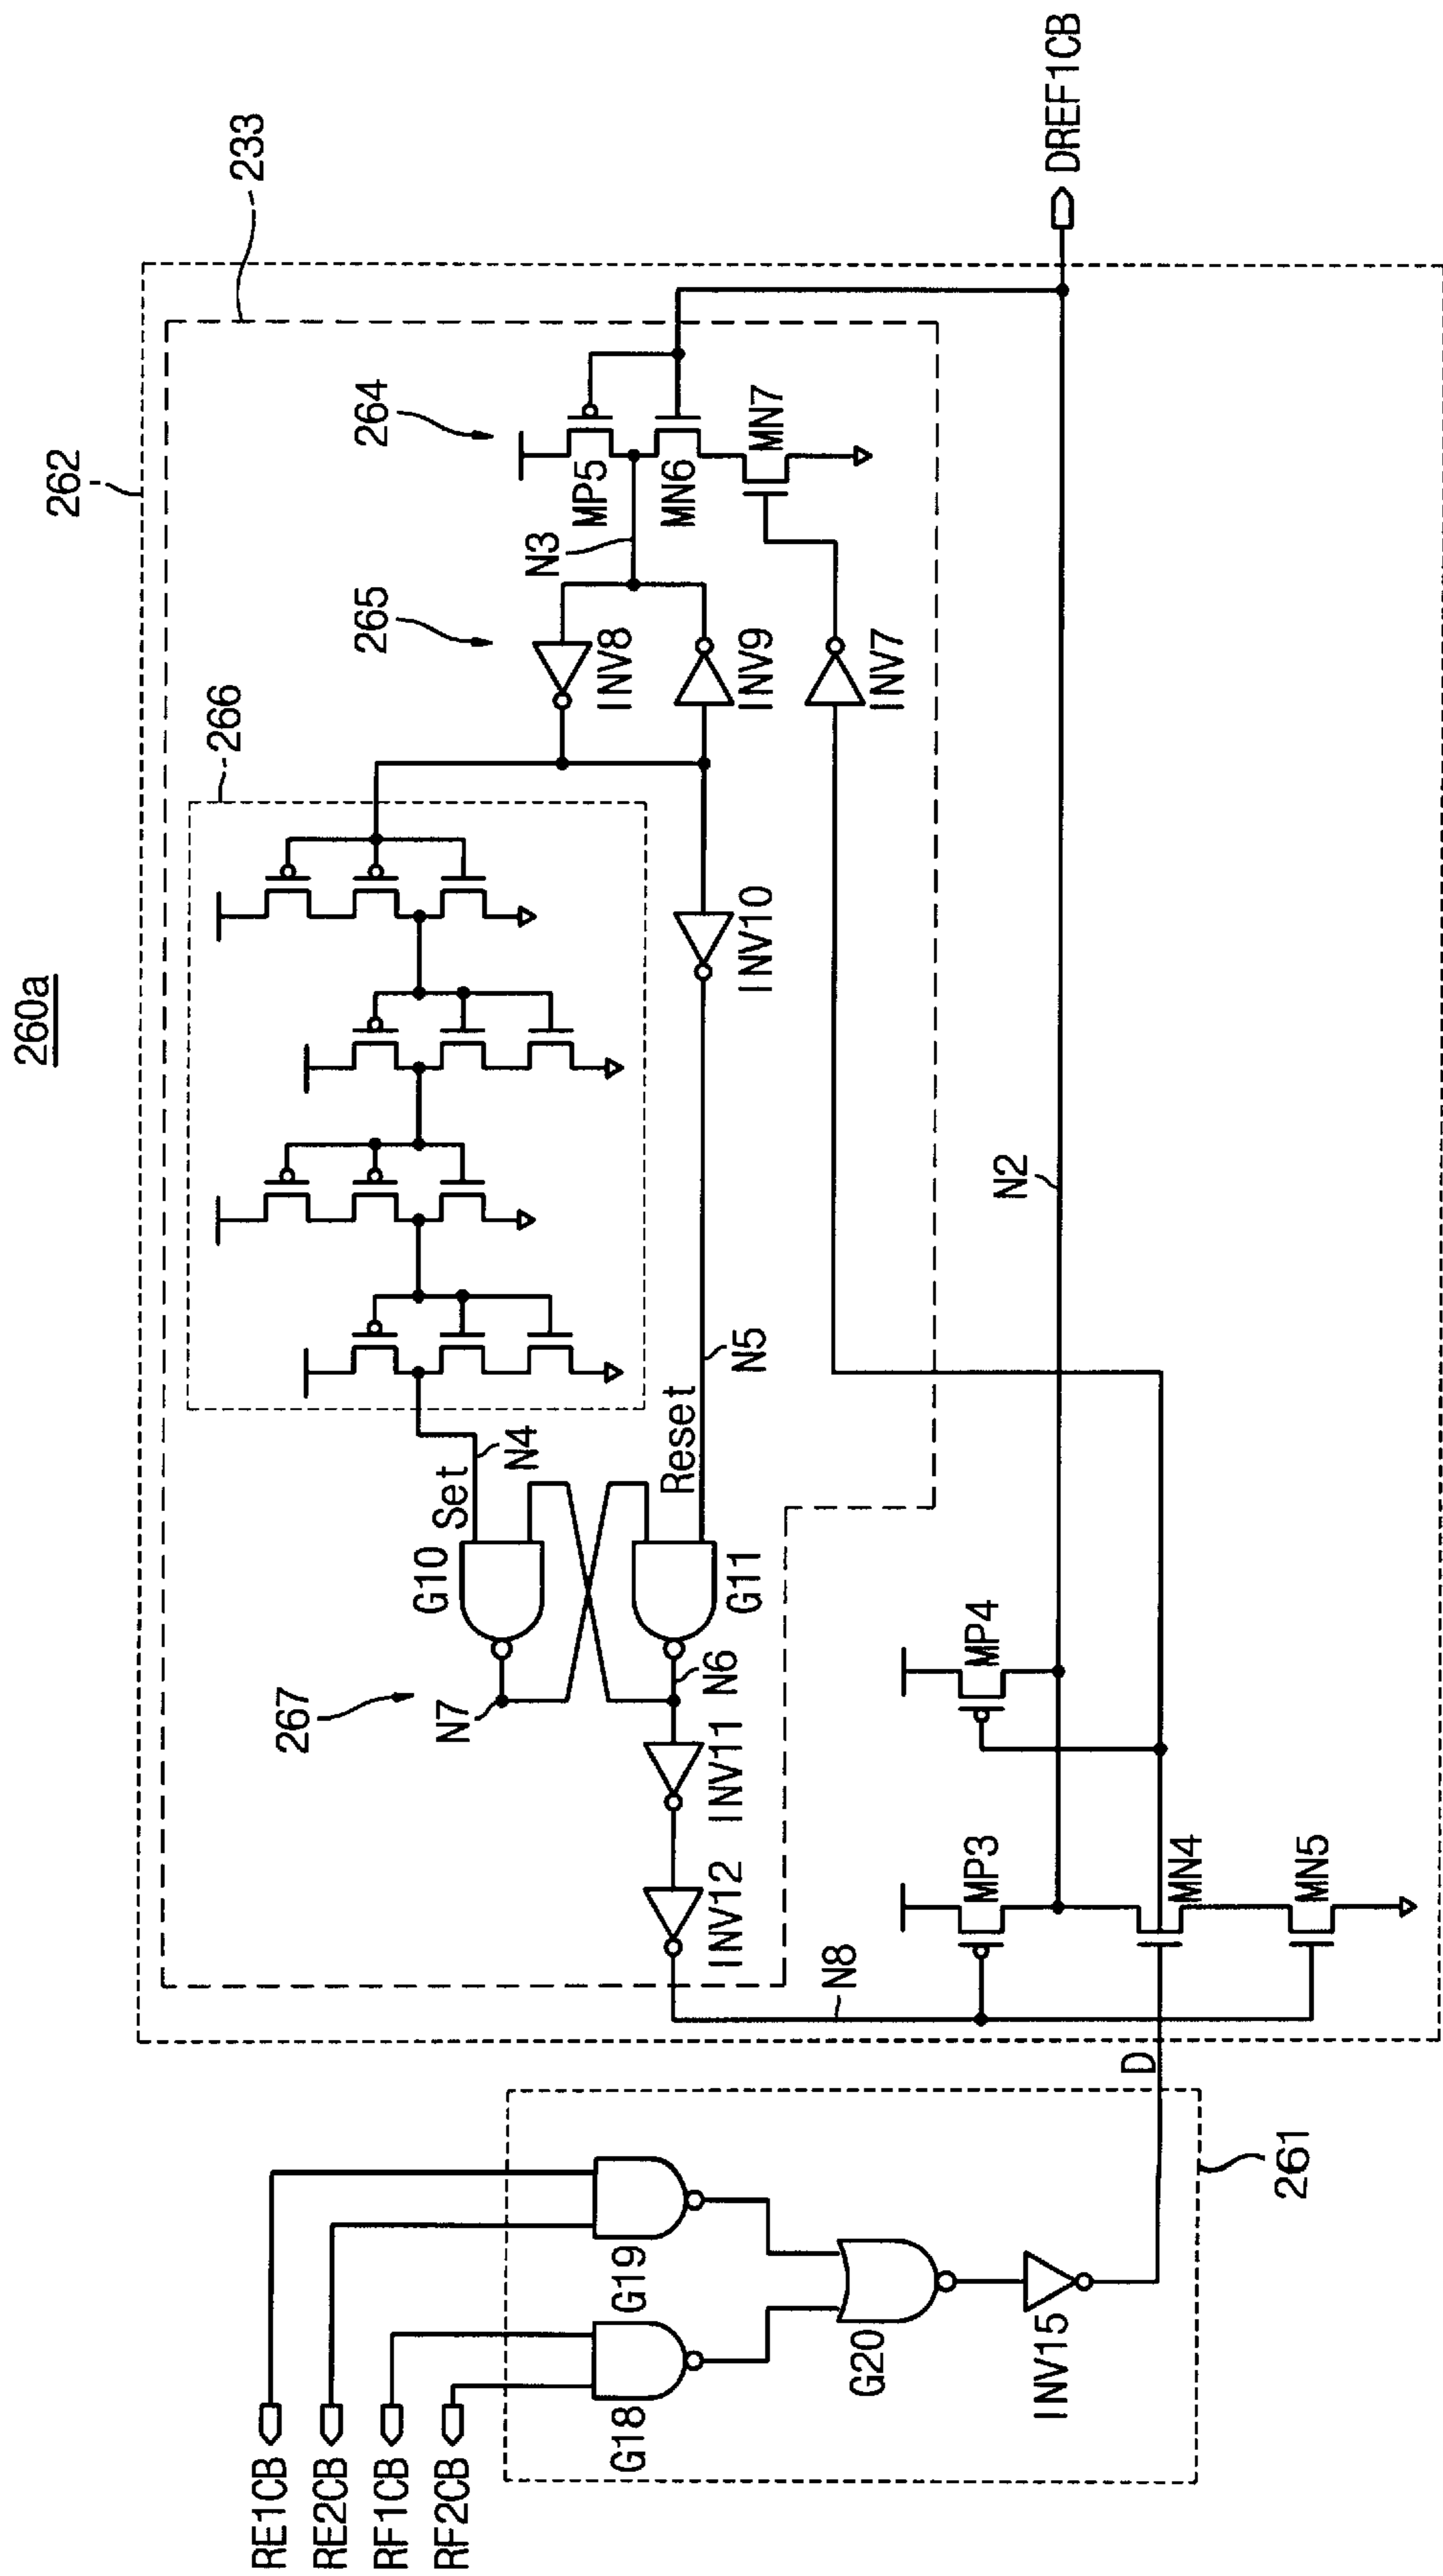 260a
262
233
266
265
264
MP5
N3
MN6
MN7
INV8
INV9
INV7
INV10
DREF1CB
N2
N5
Set
N4
Reset
G10
G11
267
N7
N6
INV11
INV12
MP4
MP3
MN4
MN5
N8
D
261
RE1CB
RE2CB
RF1CB
RF2CB
G19
G18
G20
INV15